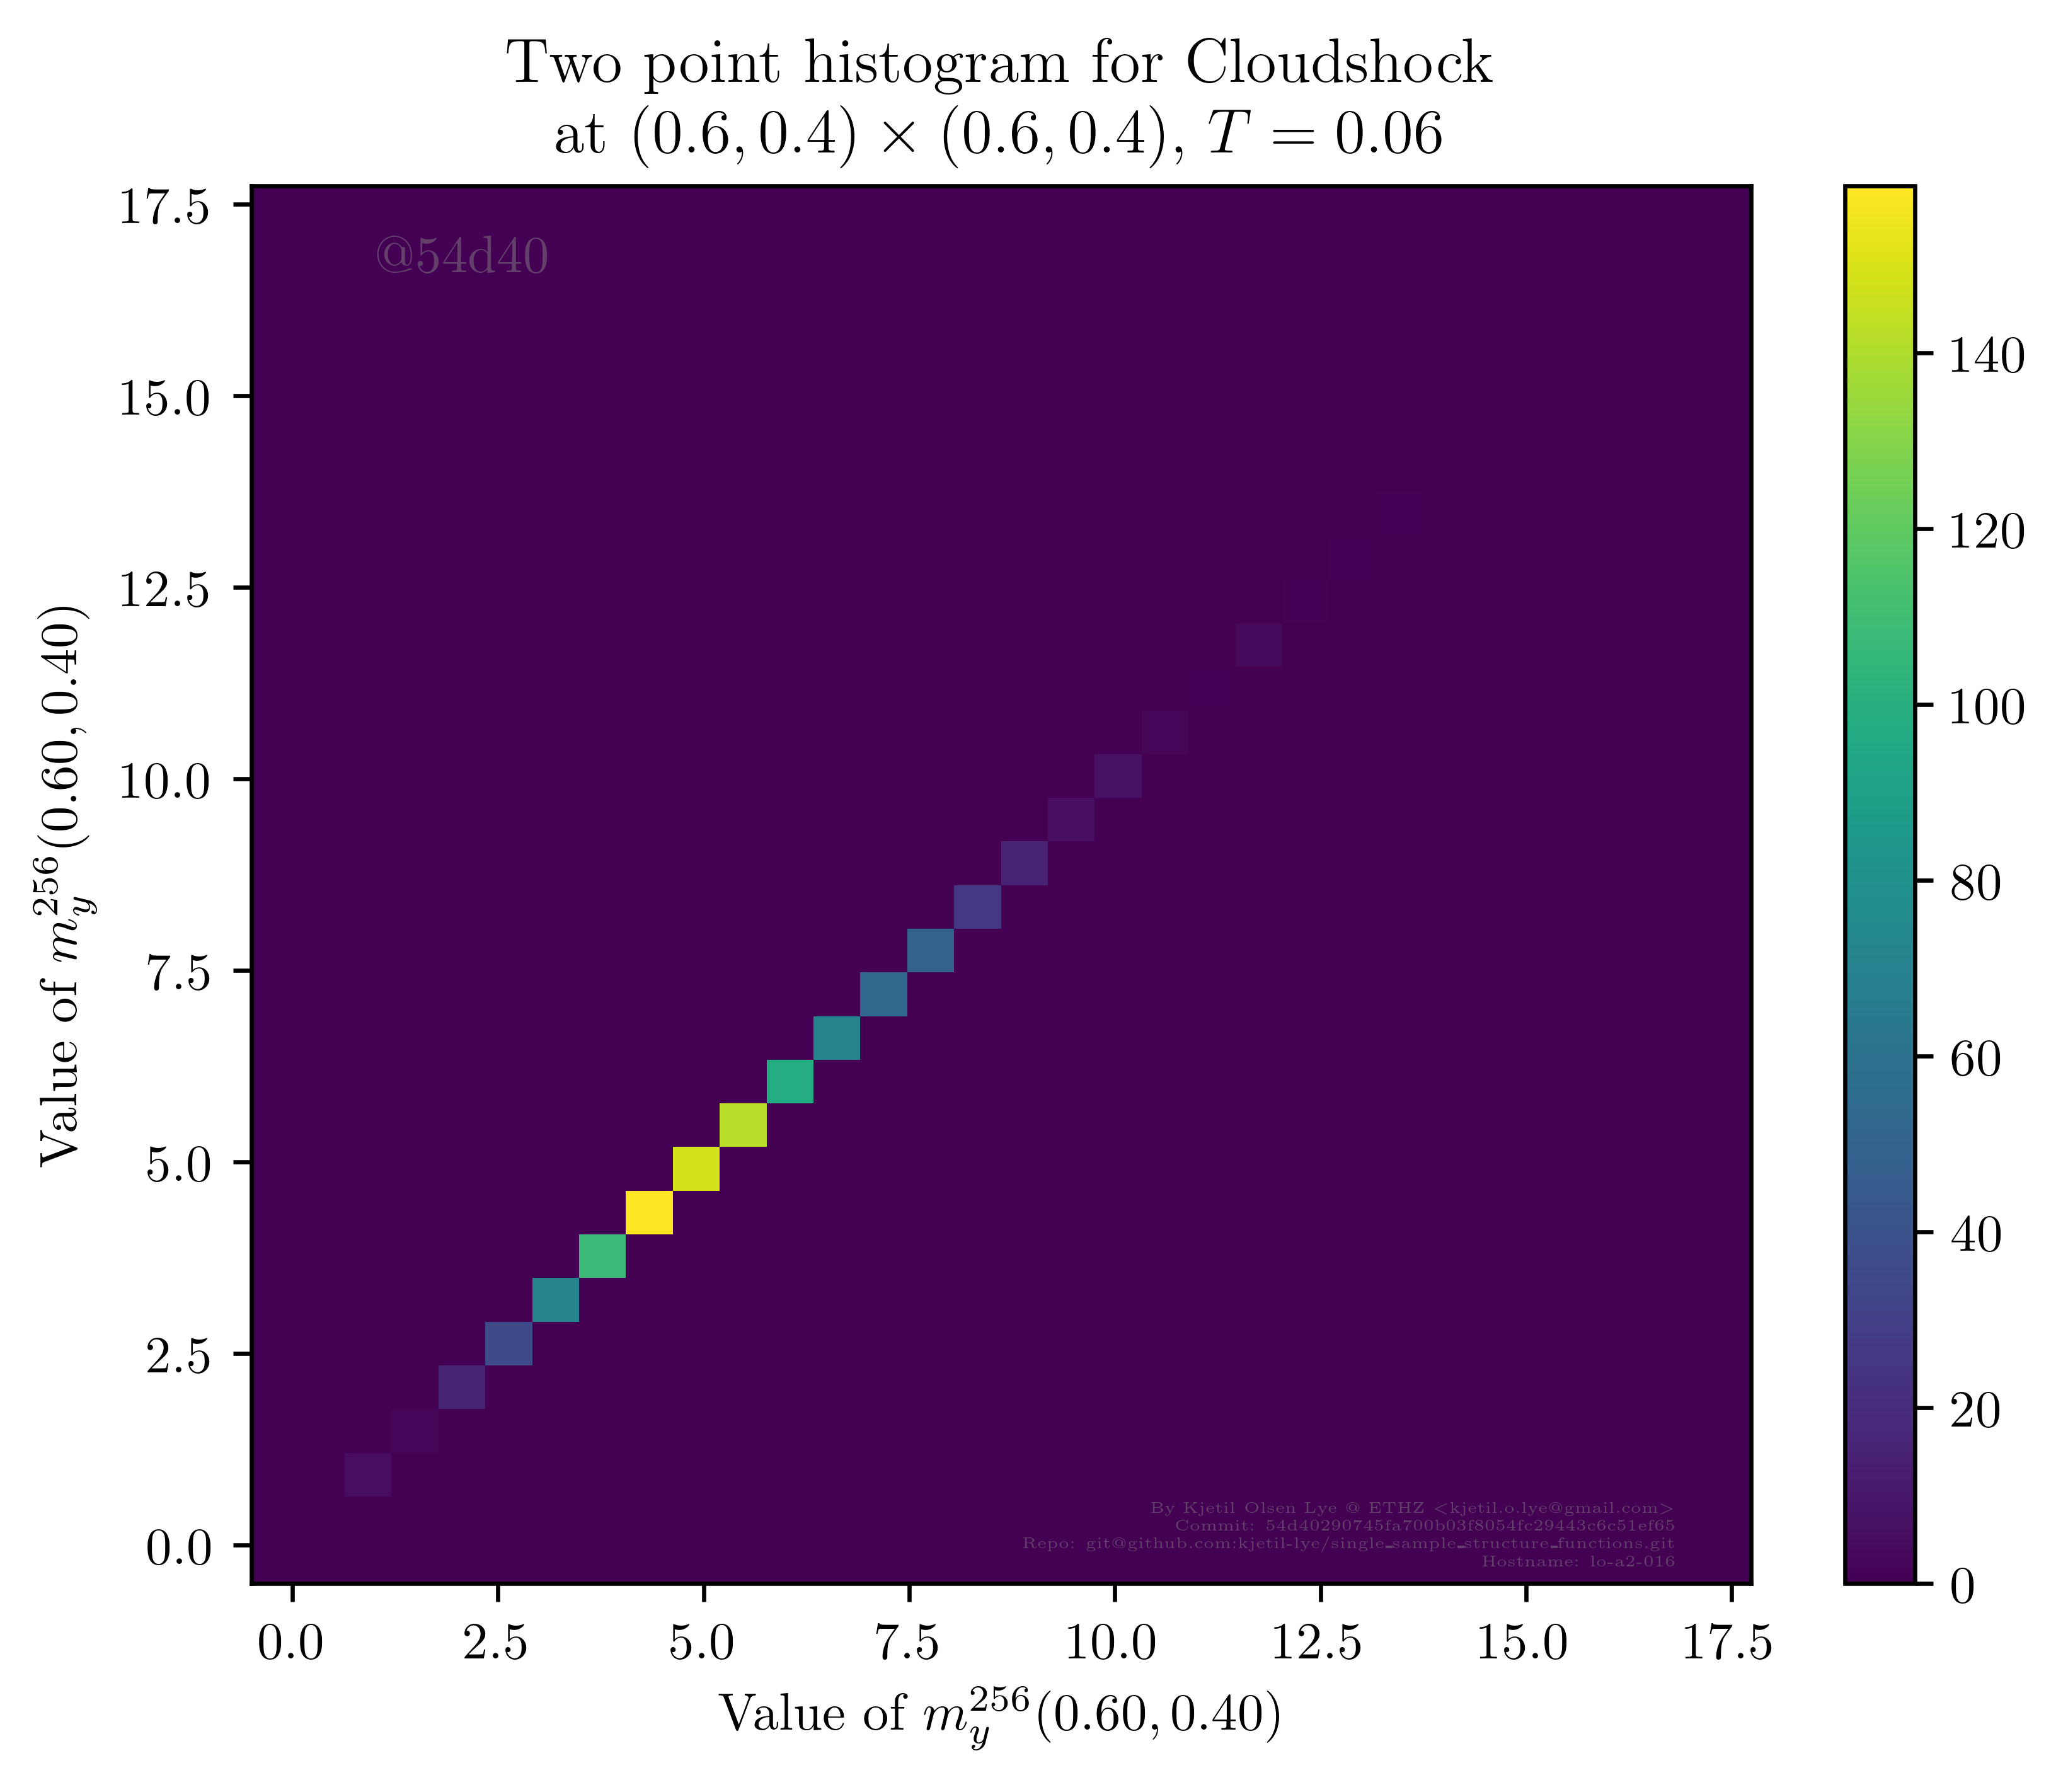 Two point histogram for Cloudshock
at (0.6, 0.4) × (0.6, 0.4), T = 0.06
17.5
15.0
12.5
10.0
7.5
5.0
2.5
0.0
Value of m_y^256(0.60, 0.40)
©54d40
By Kjetil Olsen Lye @ ETHZ <kjetil.o.lye@gmail.com>
Commit: 54d40290745fa700b03f8054fc29443c6c51ef65
Repo: git@github.com:kjetil-lye/single_sample_structure_functions.git
Hostname: lo-a2-016
0.0 2.5 5.0 7.5 10.0 12.5 15.0 17.5
Value of m_y^256(0.60, 0.40)
140
120
100
80
60
40
20
0